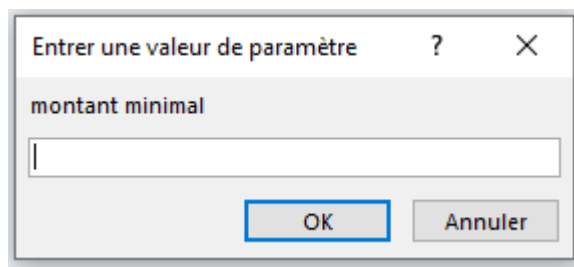 Entrer une valeur de paramètre ? ×
montant minimal
OK Annuler